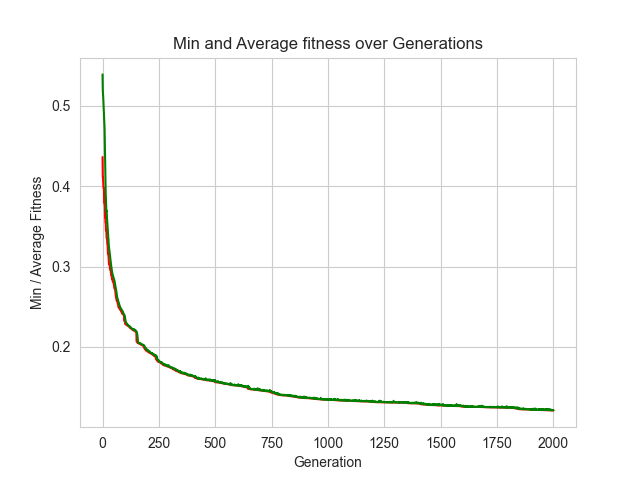 Min and Average fitness over Generations
Min / Average Fitness
0.5
0.4
0.3
0.2
0 250 500 750 1000 1250 1500 1750 2000
Generation